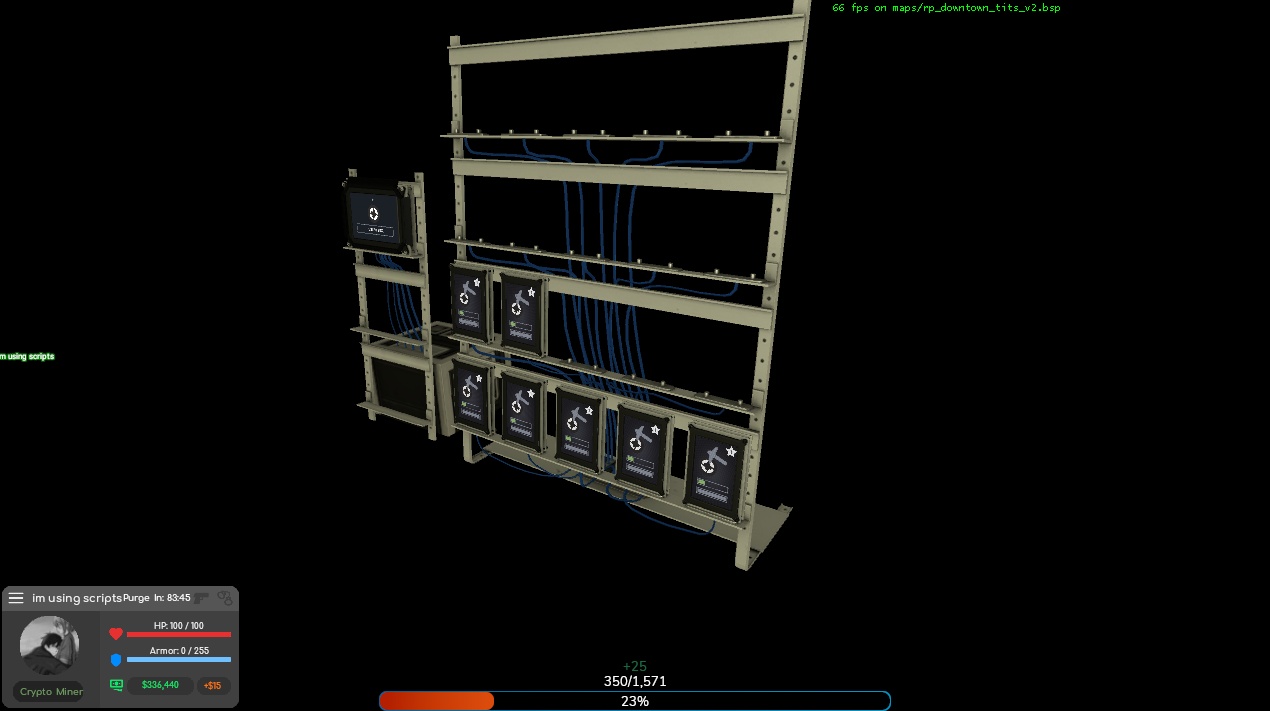 66 fps on maps/rp_downtown_tits_v2.bsp
m using scripts
im using scripts Purge In: 83:45
HP: 100 / 100
Armor: 0 / 255
Crypto Miner
$336,440
+$15
+25
350/1,571
23%